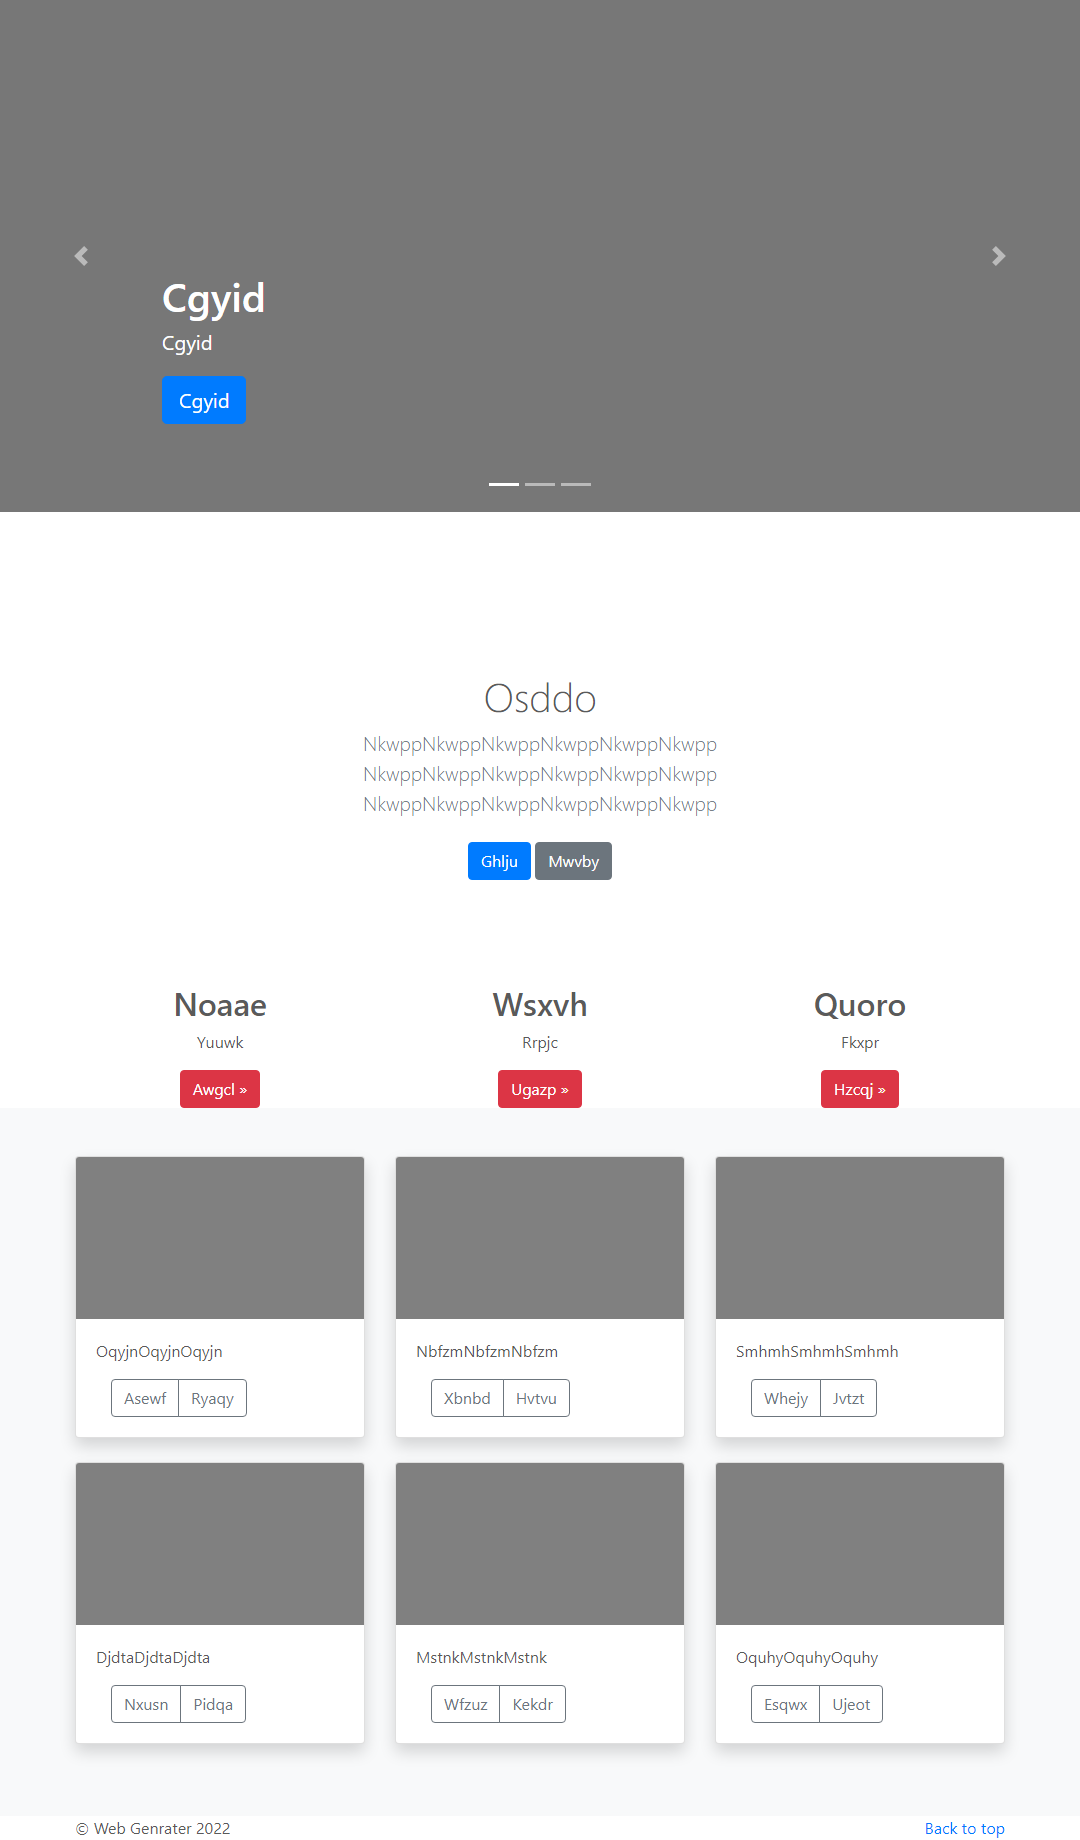 Cgyid
Cgyid
Cgyid
Osddo
NkwppNkwppNkwppNkwppNkwppNkwpp
NkwppNkwppNkwppNkwppNkwppNkwpp
NkwppNkwppNkwppNkwppNkwppNkwpp
Ghlju Mwvby
Noaae Wsxvh Quoro
Yuuwk Rrpjc Fkxpr
Awgcl » Ugazp » Hzcqj »
OqyjnOqyjnOqyjn NbfzmNbfzmNbfzm SmhmhSmhmhSmhmh
Asewf Ryaqy Xbnbd Hvtvu Whejy Jvtzt
DjdtaDjdtaDjdta MstnkMstnkMstnk OquhyOquhyOquhy
Nxusn Pidqa Wfzuz Kekdr Esqwx Ujeot
© Web Genrater 2022 Back to top